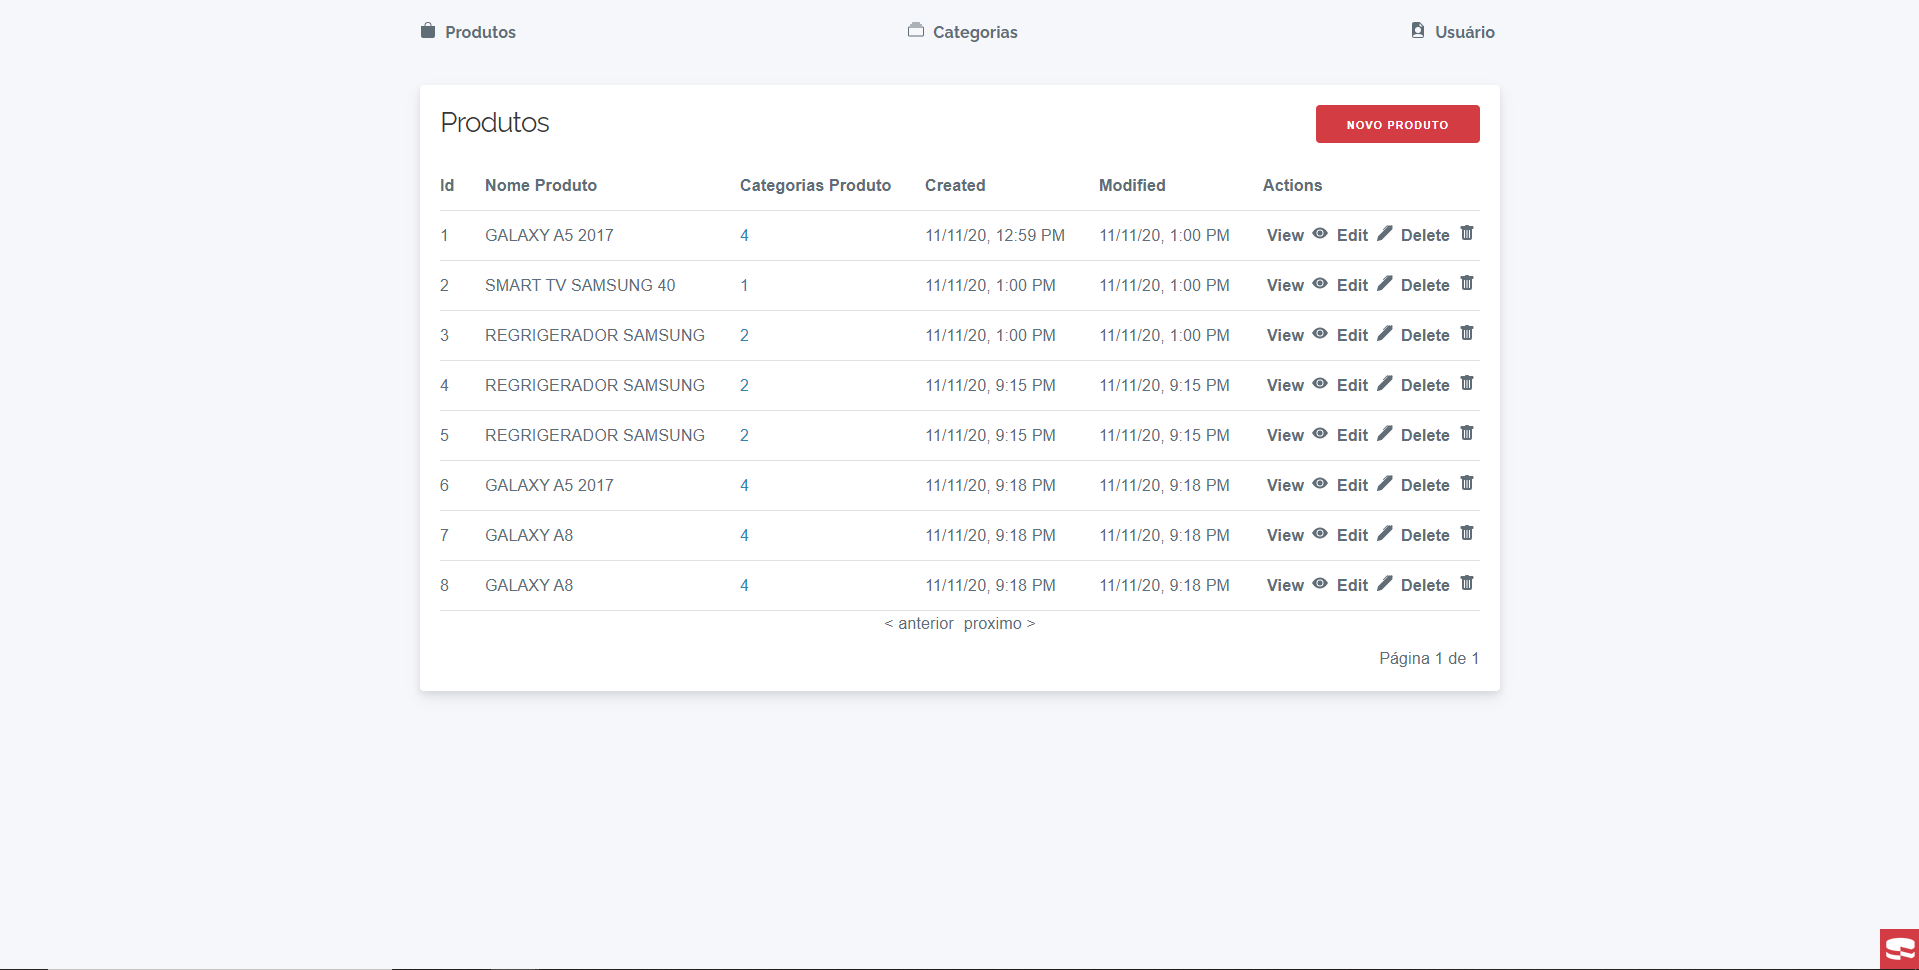 Produtos Categorias Usuário
Produtos NOVO PRODUTO
Id Nome Produto Categorias Produto Created Modified Actions
1 GALAXY A5 2017 4 11/11/20, 12:59 PM 11/11/20, 1:00 PM View Edit Delete
2 SMART TV SAMSUNG 40 1 11/11/20, 1:00 PM 11/11/20, 1:00 PM View Edit Delete
3 REGRIGERADOR SAMSUNG 2 11/11/20, 1:00 PM 11/11/20, 1:00 PM View Edit Delete
4 REGRIGERADOR SAMSUNG 2 11/11/20, 9:15 PM 11/11/20, 9:15 PM View Edit Delete
5 REGRIGERADOR SAMSUNG 2 11/11/20, 9:15 PM 11/11/20, 9:15 PM View Edit Delete
6 GALAXY A5 2017 4 11/11/20, 9:18 PM 11/11/20, 9:18 PM View Edit Delete
7 GALAXY A8 4 11/11/20, 9:18 PM 11/11/20, 9:18 PM View Edit Delete
8 GALAXY A8 4 11/11/20, 9:18 PM 11/11/20, 9:18 PM View Edit Delete
< anterior proximo >
Página 1 de 1